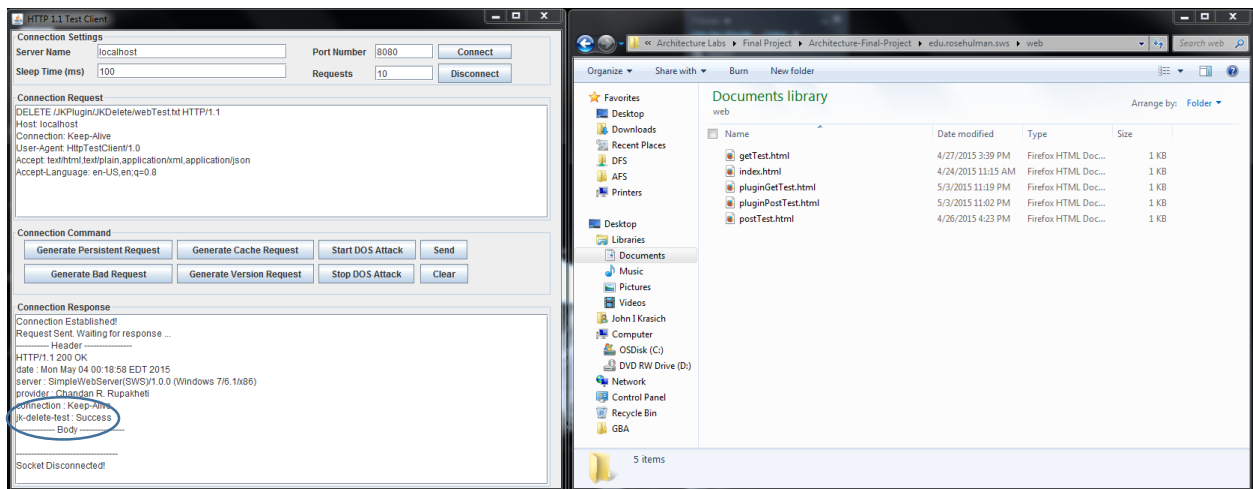 HTTP 1.1 Test Client
Connection Settings
Server Name localhost Port Number 8080 Connect
Sleep Time (ms) 100 Requests 10 Disconnect
Connection Request
DELETE /JKPlugin/JKDelete/webTest.txt HTTP/1.1
Host: localhost
Connection: Keep-Alive
User-Agent: HttpTestClient/1.0
Accept: text/html,text/plain,application/xml,application/json
Accept-Language: en-US,en;q=0.8
Connection Command
Generate Persistent Request Generate Cache Request Start DOS Attack Send
Generate Bad Request Generate Version Request Stop DOS Attack Clear
Connection Response
Connection Established!
Request Sent. Waiting for response ...
----------- Header ----------------
HTTP/1.1 200 OK
date : Mon May 04 00:18:58 EDT 2015
server : SimpleWebServer(SWS)/1.0.0 (Windows 7/6.1/x86)
provider : Chandan R. Rupakheti
connection : Keep-Alive
jk-delete-test : Success
------------- Body ---------------
----------------------------------
Socket Disconnected!
« Architecture Labs Final Project Architecture-Final-Project edu.rosehulman.sws web Search web
Organize Share with Burn New folder
Favorites
Desktop
Downloads
Recent Places
DFS
AFS
Printers
Desktop
Libraries
Documents
Music
Pictures
Videos
John I Krasich
Computer
OSDisk (C:)
DVD RW Drive (D:)
Network
Control Panel
Recycle Bin
GBA
Documents library
web
Arrange by: Folder
Name Date modified Type Size
getTest.html 4/27/2015 3:39 PM Firefox HTML Doc... 1 KB
index.html 4/24/2015 11:15 AM Firefox HTML Doc... 1 KB
pluginGetTest.html 5/3/2015 11:19 PM Firefox HTML Doc... 1 KB
pluginPostTest.html 5/3/2015 11:02 PM Firefox HTML Doc... 1 KB
postTest.html 4/26/2015 4:23 PM Firefox HTML Doc... 1 KB
5 items